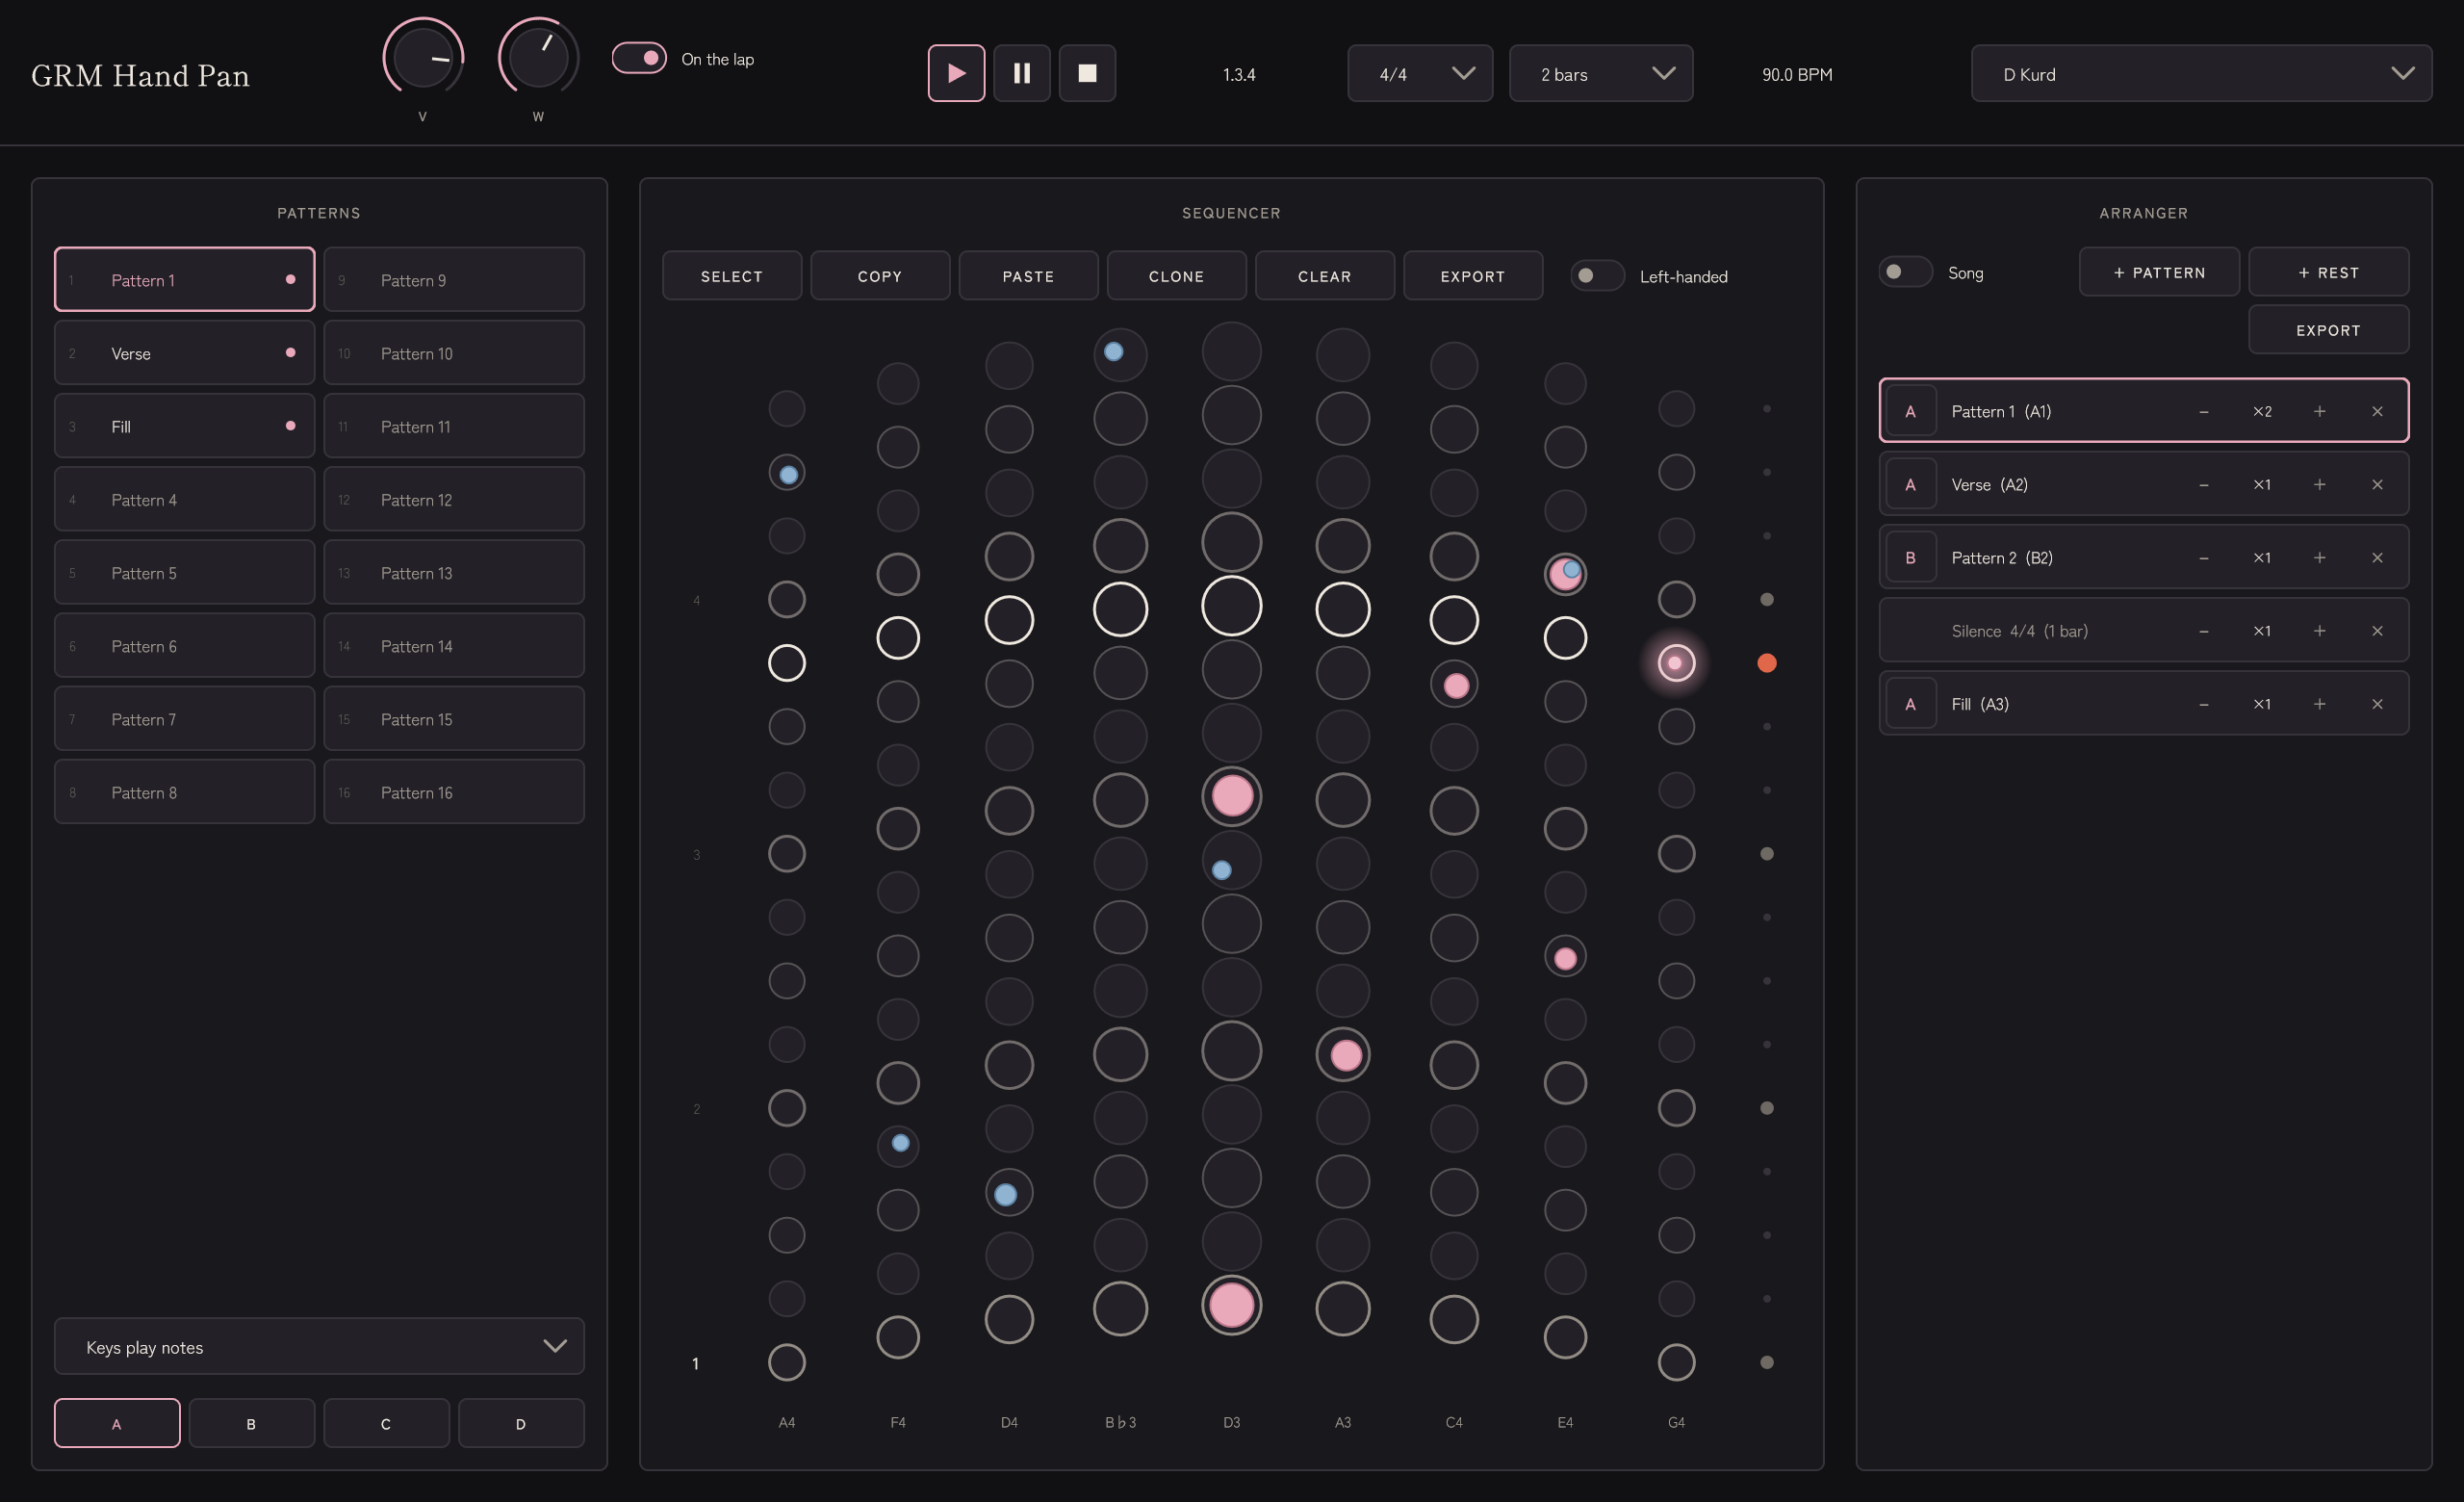 GRM Hand Pan
V
W
On the lap
1.3.4
4/4
2 bars
90.0 BPM
D Kurd
PATTERNS
1 Pattern 1
9 Pattern 9
2 Verse
10 Pattern 10
3 Fill
11 Pattern 11
4 Pattern 4
12 Pattern 12
5 Pattern 5
13 Pattern 13
6 Pattern 6
14 Pattern 14
7 Pattern 7
15 Pattern 15
8 Pattern 8
16 Pattern 16
Keys play notes
A B C D
SEQUENCER
SELECT COPY PASTE CLONE CLEAR EXPORT Left-handed
4
3
2
1
A4 F4 D4 B♭3 D3 A3 C4 E4 G4
ARRANGER
Song + PATTERN + REST
EXPORT
A Pattern 1 (A1) − ×2 + ×
A Verse (A2) − ×1 + ×
B Pattern 2 (B2) − ×1 + ×
Silence 4/4 (1 bar) − ×1 + ×
A Fill (A3) − ×1 + ×